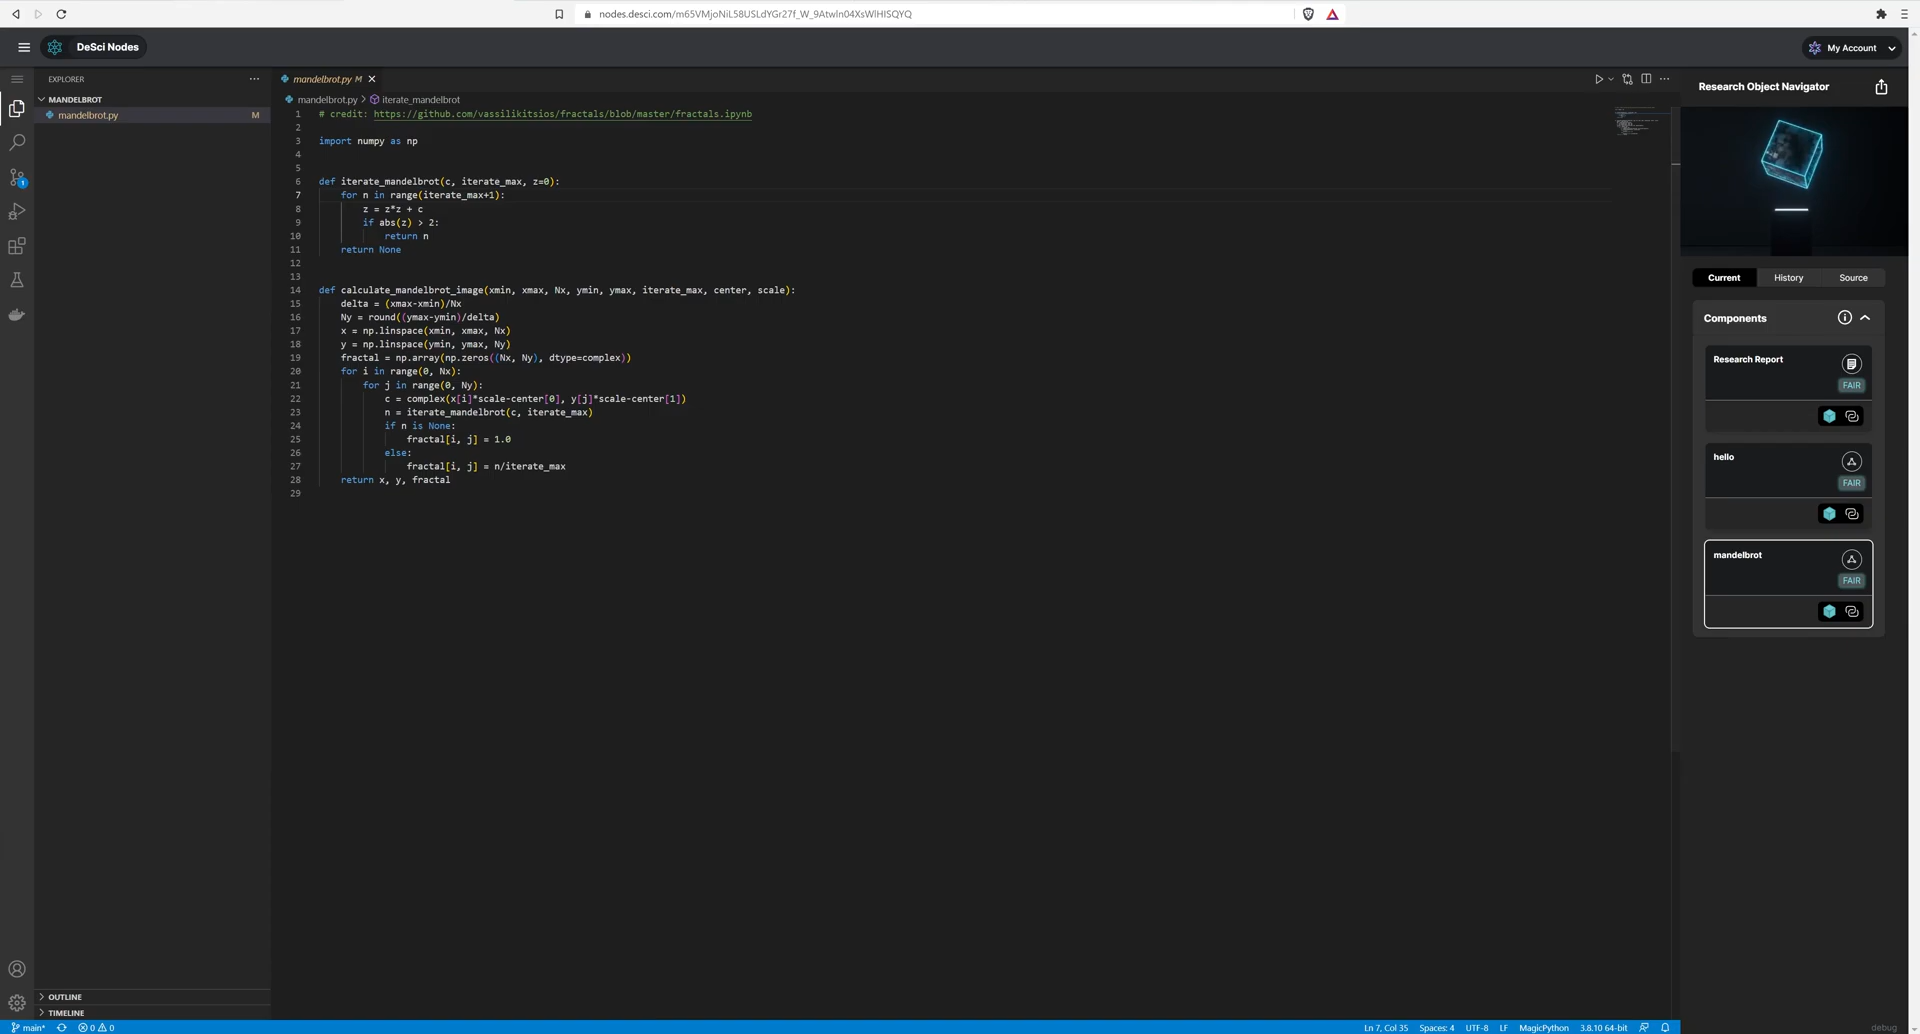 nodes.desci.com/m65VMjoNiL58USLdYGr27f_W_9AtwIn04XsWlHISQYQ
DeSci Nodes
My Account
EXPLORER
MANDELBROT
mandelbrot.py
M
mandelbrot.py M
mandelbrot.py > iterate_mandelbrot
1 # credit: https://github.com/vassilikitsios/fractals/blob/master/fractals.ipynb
2
3 import numpy as np
4
5
6 def iterate_mandelbrot(c, iterate_max, z=0):
7     for n in range(iterate_max+1):
8         z = z*z + c
9         if abs(z) > 2:
10             return n
11     return None
12
13
14 def calculate_mandelbrot_image(xmin, xmax, Nx, ymin, ymax, iterate_max, center, scale):
15     delta = (xmax-xmin)/Nx
16     Ny = round((ymax-ymin)/delta)
17     x = np.linspace(xmin, xmax, Nx)
18     y = np.linspace(ymin, ymax, Ny)
19     fractal = np.array(np.zeros((Nx, Ny), dtype=complex))
20     for i in range(0, Nx):
21         for j in range(0, Ny):
22             c = complex(x[i]*scale-center[0], y[j]*scale-center[1])
23             n = iterate_mandelbrot(c, iterate_max)
24             if n is None:
25                 fractal[i, j] = 1.0
26             else:
27                 fractal[i, j] = n/iterate_max
28     return x, y, fractal
29
1
Research Object Navigator
Current
History
Source
Components
Research Report
FAIR
hello
FAIR
mandelbrot
FAIR
OUTLINE
TIMELINE
main*
0 0
Ln 7, Col 35
Spaces: 4
UTF-8
LF
MagicPython
3.8.10 64-bit
debug